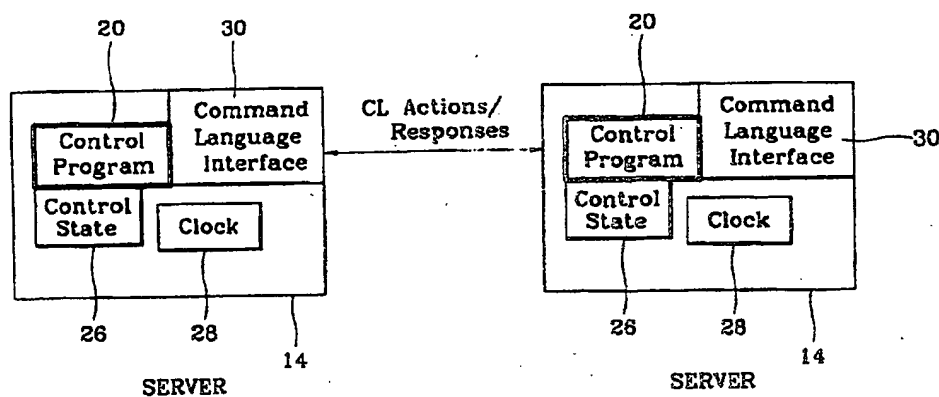 20
30
Command
Language
Interface
Control
Program
Control
State
Clock
26
28
14
SERVER
CL Actions/
Responses
20
Command
Language
Interface
30
Control
Program
Control
State
Clock
26
28
14
SERVER